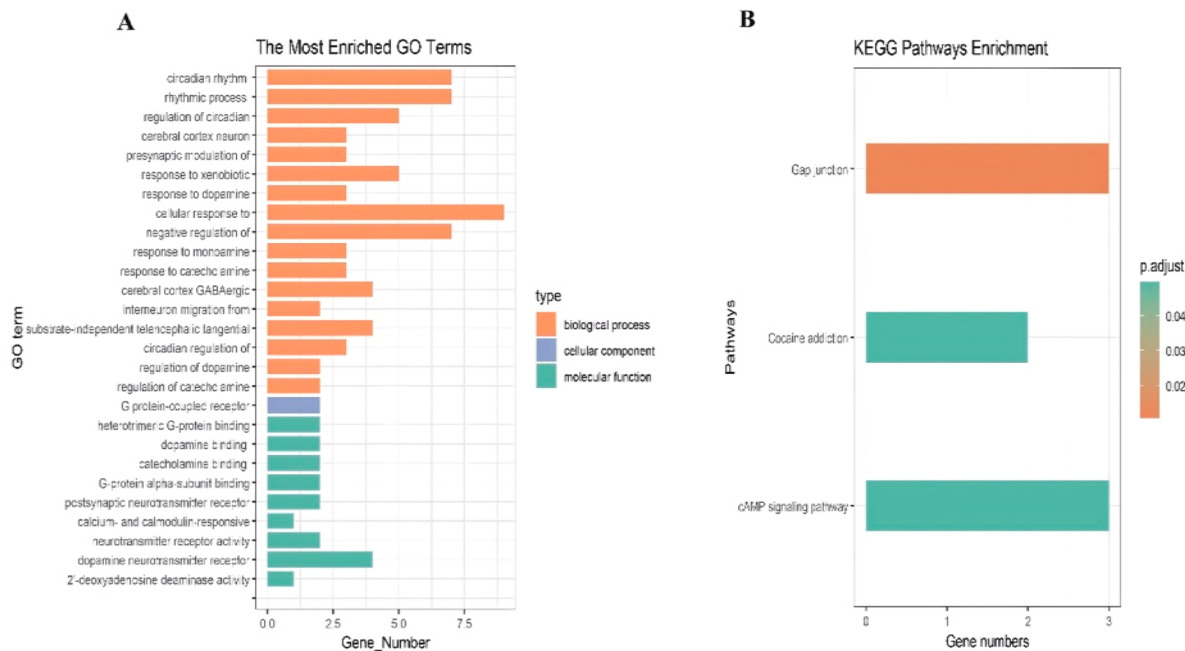 A
The Most Enriched GO Terms
GO term
circadian rhythm
rhythmic process
regulation of circadian
cerebral cortex neuron
presynaptic modulation of
response to xenobiotic
response to dopamine
cellular response to
negative regulation of
response to monoamine
response to catecholamine
cerebral cortex GABAergic
interneuron migration from
substrate-independent telencephalic tangential
circadian regulation of
regulation of dopamine
regulation of catecholamine
G protein-coupled receptor
heterotrimeric G-protein binding
dopamine binding
catecholamine binding
G-protein alpha-subunit binding
postsynaptic neurotransmitter receptor
calcium- and calmodulin-responsive
neurotransmitter receptor activity
dopamine neurotransmitter receptor
2'-deoxyadenosine deaminase activity
0.0 2.5 5.0 7.5
Gene_Number
type
biological process
cellular component
molecular function
B
KEGG Pathways Enrichment
Pathways
Gap junction
Cocaine addiction
cAMP signaling pathway
0 1 2 3
Gene numbers
p.adjust
0.04
0.03
0.02